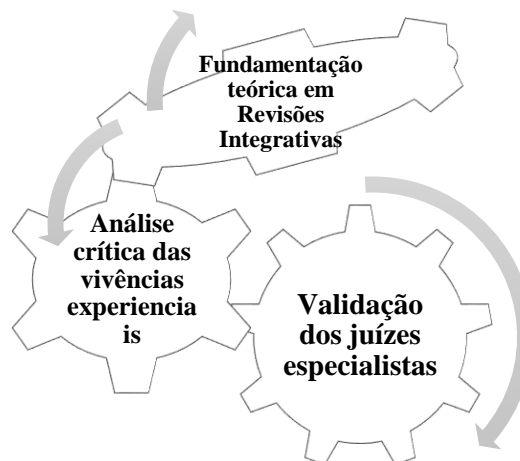 Fundamentação
teórica em
Revisões
Integrativas
Análise
crítica das
vivências
experiencia
is
Validação
dos juízes
especialistas